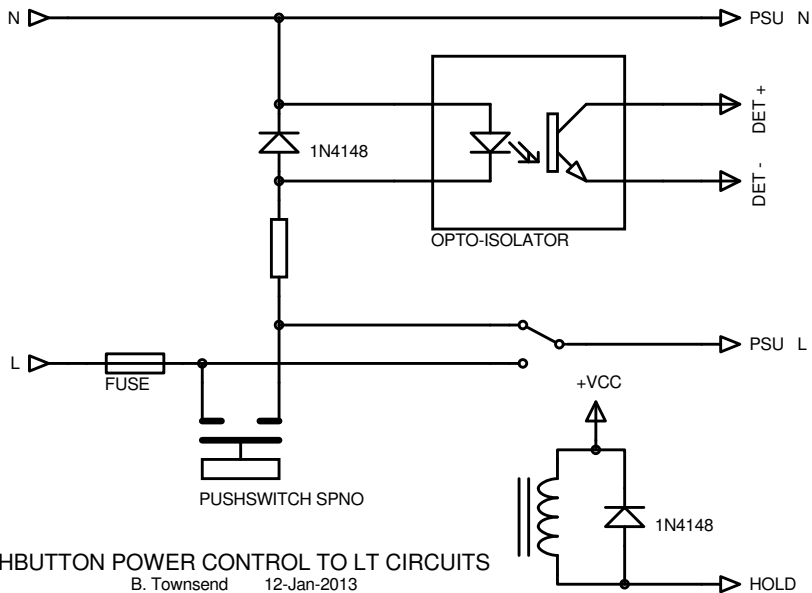 N
PSU N
DET +
1N4148
DET -
OPTO-ISOLATOR
L
FUSE
PSU L
+VCC
PUSHSWITCH SPNO
1N4148
HBUTTON POWER CONTROL TO LT CIRCUITS
B. Townsend 12-Jan-2013
HOLD